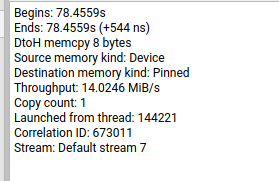 Begins: 78.4559s
Ends: 78.4559s (+544 ns)
DtoH memcpy 8 bytes
Source memory kind: Device
Destination memory kind: Pinned
Throughput: 14.0246 MiB/s
Copy count: 1
Launched from thread: 144221
Correlation ID: 673011
Stream: Default stream 7